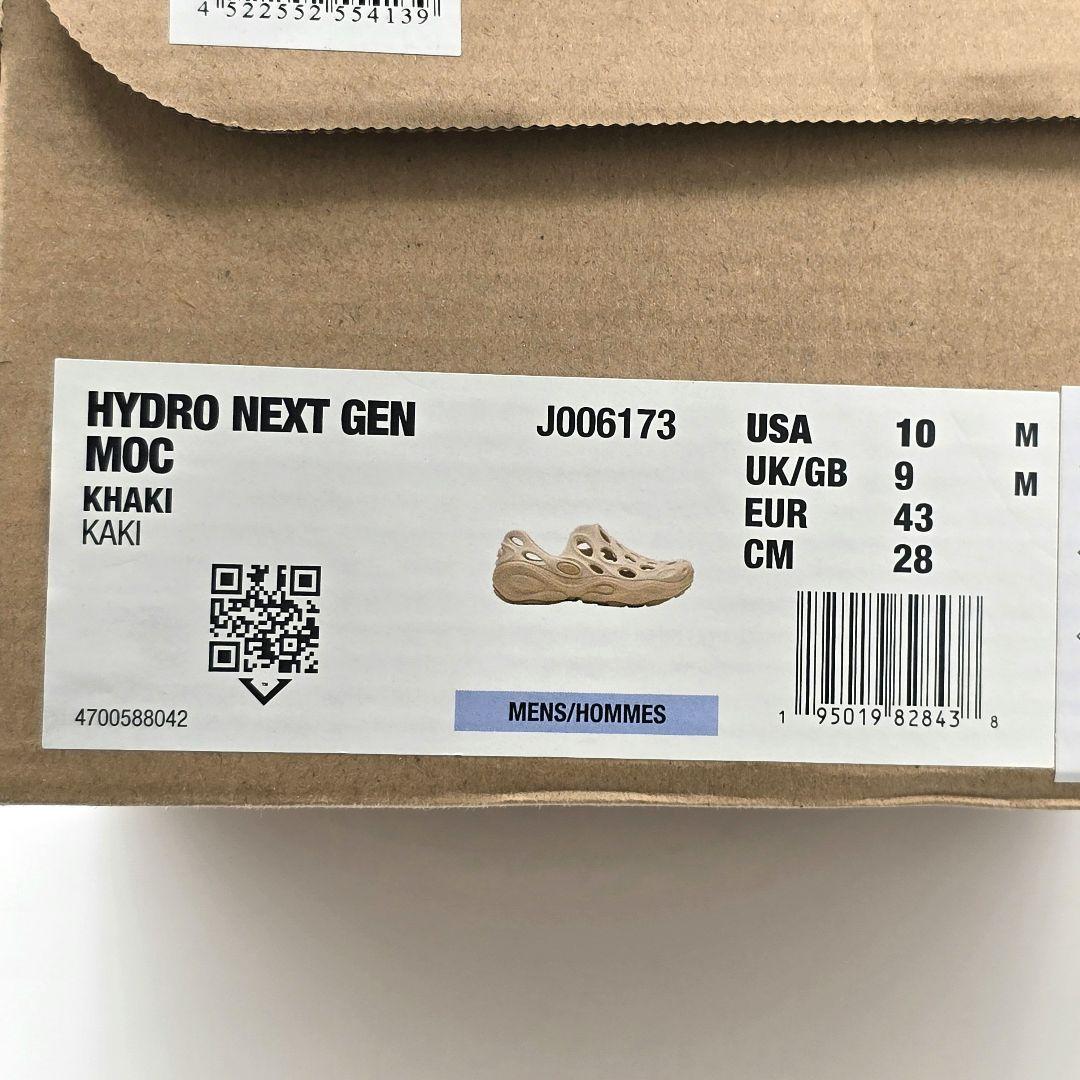 4 522552 554139
HYDRO NEXT GEN
MOC
KHAKI
KAKI
J006173
USA 10 M
UK/GB 9 M
EUR 43
CM 28
™
4700588042
MENS/HOMMES
1 95019 82843 8